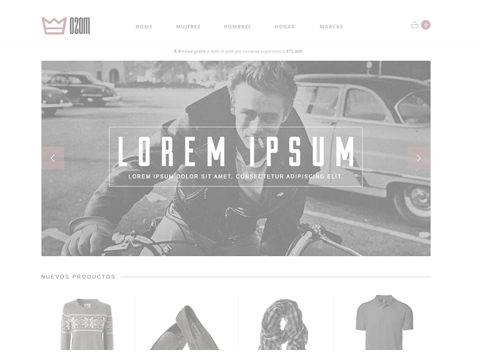 OZOM
HOME MUJERES HOMBRES HOGAR MARCAS
0
Envíos gratis a todo el país por compras superiores a $70.000
LOREM IPSUM
LOREM IPSUM DOLOR SIT AMET, CONSECTETUR ADIPISCING ELIT
NUEVOS PRODUCTOS